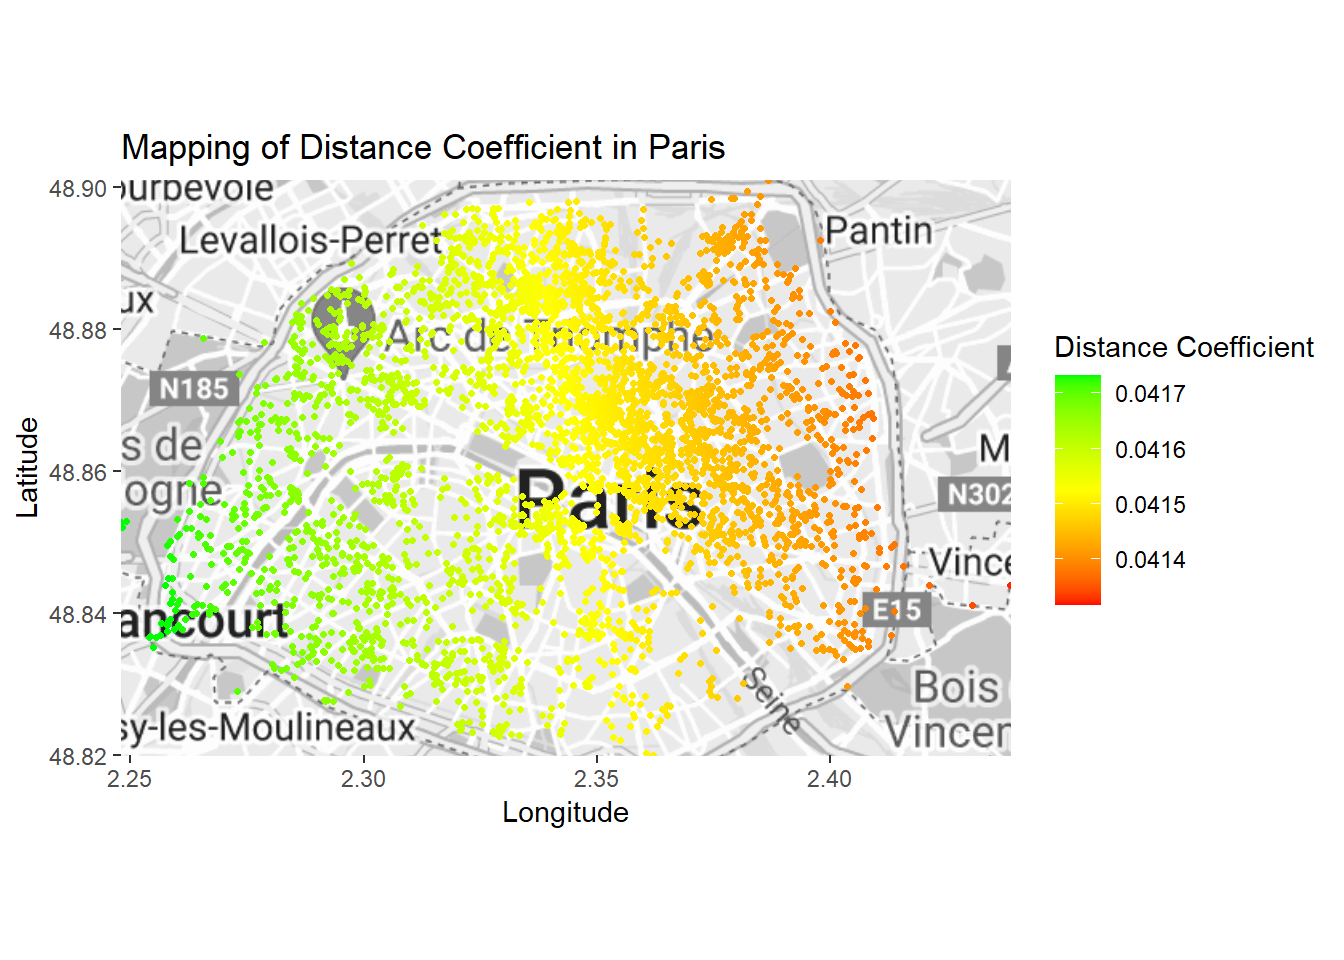 Mapping of Distance Coefficient in Paris
48.90
48.88
48.86
48.84
48.82
Latitude
ourbevoie
Levallois-Perret
Pantin
ux
Arc de Triomphe
N185
s de
ogne
Paris
M
N302
Vince
ancourt
E15
Bois
Vincen
Seine
sy-les-Moulineaux
2.25
2.30
2.35
2.40
Longitude
Distance Coefficient
0.0417
0.0416
0.0415
0.0414